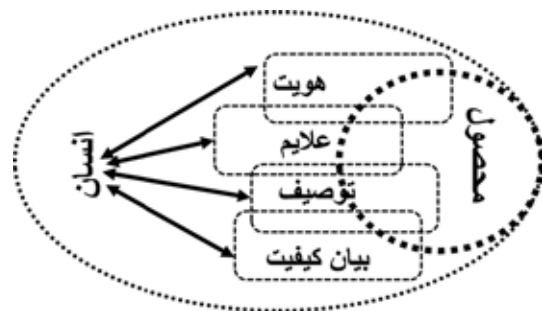 هویت
علایم
توصیف
بیان کیفیت
محصول
انسان